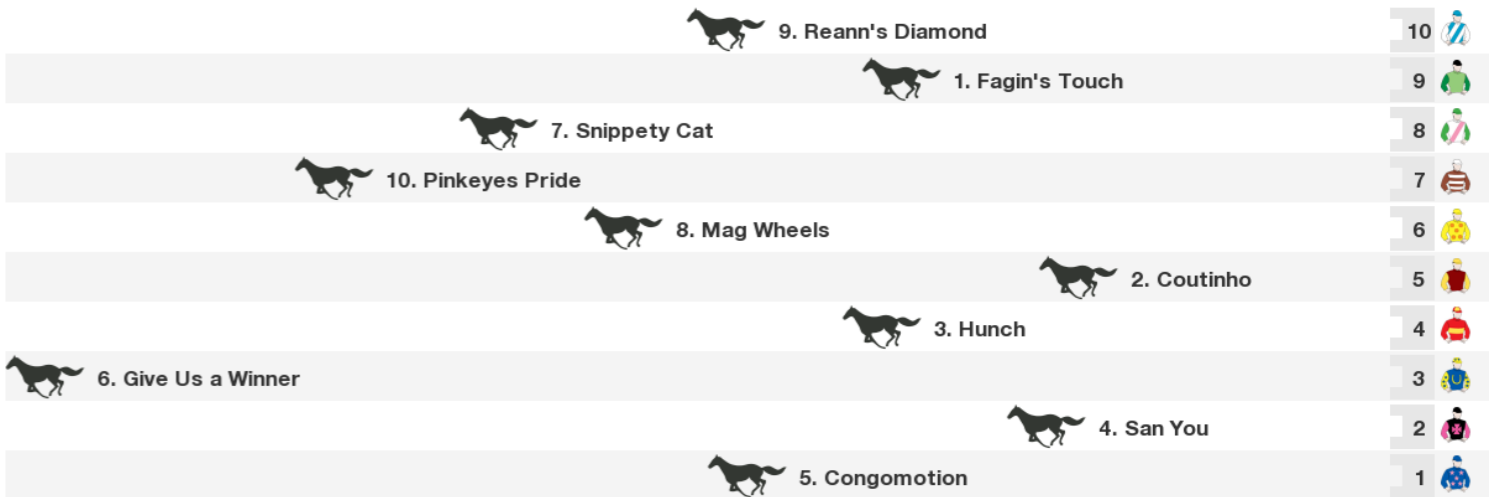 9. Reann's Diamond 10
1. Fagin's Touch 9
7. Snippety Cat 8
10. Pinkeyes Pride 7
8. Mag Wheels 6
2. Coutinho 5
3. Hunch 4
6. Give Us a Winner 3
4. San You 2
5. Congomotion 1